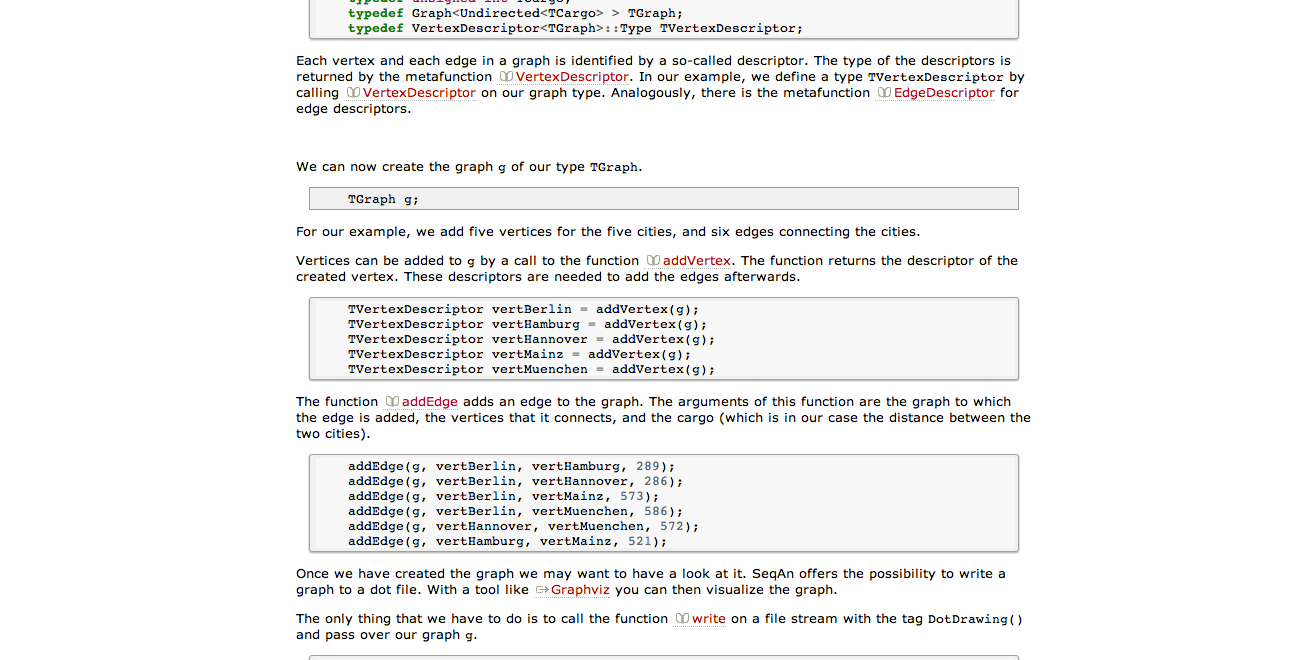 typedef Graph<Undirected<TCargo> > TGraph;
typedef VertexDescriptor<TGraph>::Type TVertexDescriptor;
Each vertex and each edge in a graph is identified by a so-called descriptor. The type of the descriptors is
returned by the metafunction VertexDescriptor. In our example, we define a type TVertexDescriptor by
calling VertexDescriptor on our graph type. Analogously, there is the metafunction EdgeDescriptor for
edge descriptors.
We can now create the graph g of our type TGraph.
TGraph g;
For our example, we add five vertices for the five cities, and six edges connecting the cities.
Vertices can be added to g by a call to the function addVertex. The function returns the descriptor of the
created vertex. These descriptors are needed to add the edges afterwards.
TVertexDescriptor vertBerlin = addVertex(g);
TVertexDescriptor vertHamburg = addVertex(g);
TVertexDescriptor vertHannover = addVertex(g);
TVertexDescriptor vertMainz = addVertex(g);
TVertexDescriptor vertMuenchen = addVertex(g);
The function addEdge adds an edge to the graph. The arguments of this function are the graph to which
the edge is added, the vertices that it connects, and the cargo (which is in our case the distance between the
two cities).
addEdge(g, vertBerlin, vertHamburg, 289);
addEdge(g, vertBerlin, vertHannover, 286);
addEdge(g, vertBerlin, vertMainz, 573);
addEdge(g, vertBerlin, vertMuenchen, 586);
addEdge(g, vertHannover, vertMuenchen, 572);
addEdge(g, vertHamburg, vertMainz, 521);
Once we have created the graph we may want to have a look at it. SeqAn offers the possibility to write a
graph to a dot file. With a tool like Graphviz you can then visualize the graph.
The only thing that we have to do is to call the function write on a file stream with the tag DotDrawing()
and pass over our graph g.